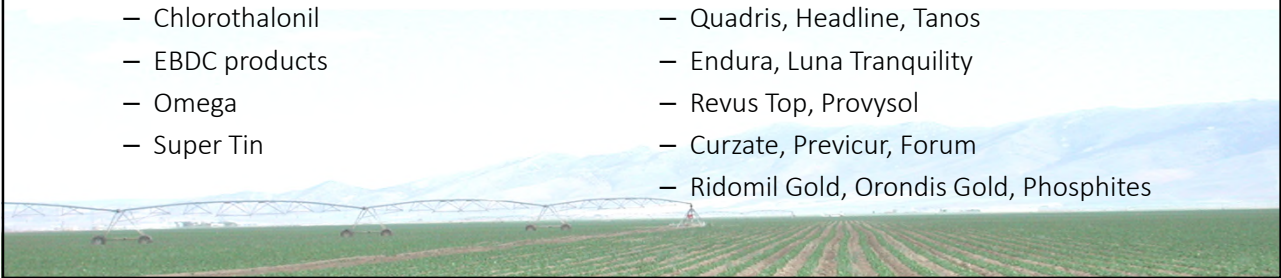 – Chlorothalonil
– EBDC products
– Omega
– Super Tin
– Quadris, Headline, Tanos
– Endura, Luna Tranquility
– Revus Top, Provysol
– Curzate, Previcur, Forum
– Ridomil Gold, Orondis Gold, Phosphites